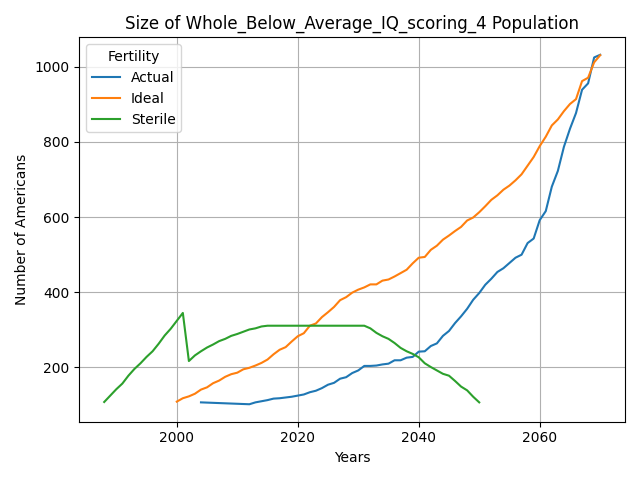 Size of Whole_Below_Average_IQ_scoring_4 Population
Fertility
Actual
Ideal
Sterile
Number of Americans
1000
800
600
400
200
2000
2020
2040
2060
Years